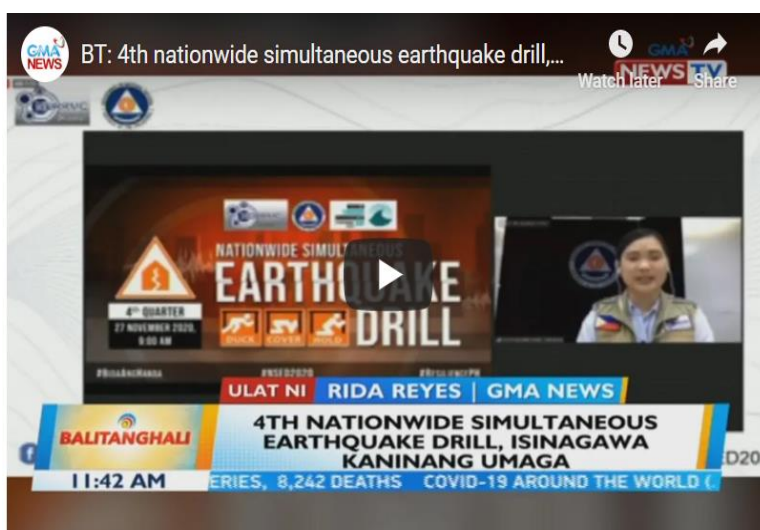 GMA NEWS
BT: 4th nationwide simultaneous earthquake drill,...
GMA
NEWS TV
Watch later
Share
NATIONWIDE SIMULTANEOUS
EARTHQUAKE
DRILL
4th QUARTER
27 NOVEMBER 2020,
9:00 AM
DUCK COVER HOLD
#BIDAANGHANDA #NSED2020 #RESILIENCYPH
ULAT NI RIDA REYES | GMA NEWS
BALITANGHALI
4TH NATIONWIDE SIMULTANEOUS
EARTHQUAKE DRILL, ISINAGAWA
KANINANG UMAGA
ED20
11:42 AM
ERIES, 8,242 DEATHS COVID-19 AROUND THE WORLD (